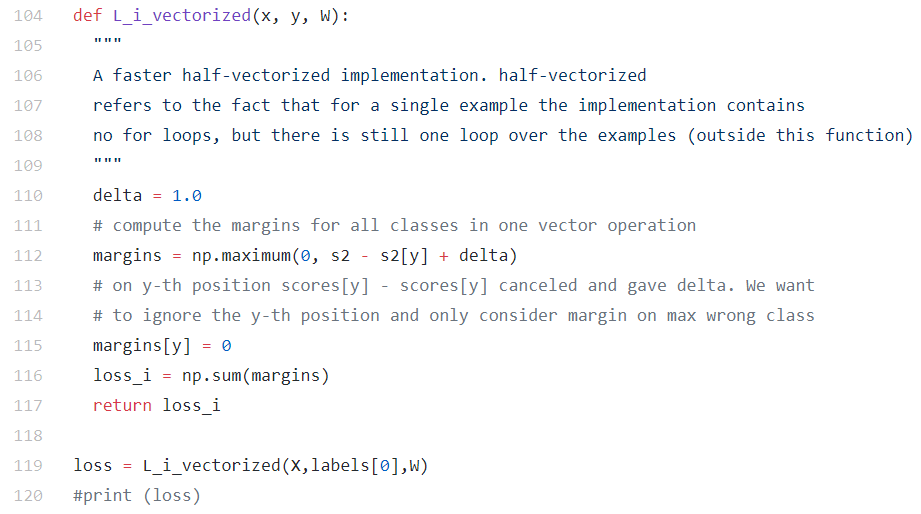 104 def L_i_vectorized(x, y, W):
105 """
106 A faster half-vectorized implementation. half-vectorized
107 refers to the fact that for a single example the implementation contains
108 no for loops, but there is still one loop over the examples (outside this function)
109 """
110 delta = 1.0
111 # compute the margins for all classes in one vector operation
112 margins = np.maximum(0, s2 - s2[y] + delta)
113 # on y-th position scores[y] - scores[y] canceled and gave delta. We want
114 # to ignore the y-th position and only consider margin on max wrong class
115 margins[y] = 0
116 loss_i = np.sum(margins)
117 return loss_i
118
119 loss = L_i_vectorized(X,labels[0],W)
120 #print (loss)